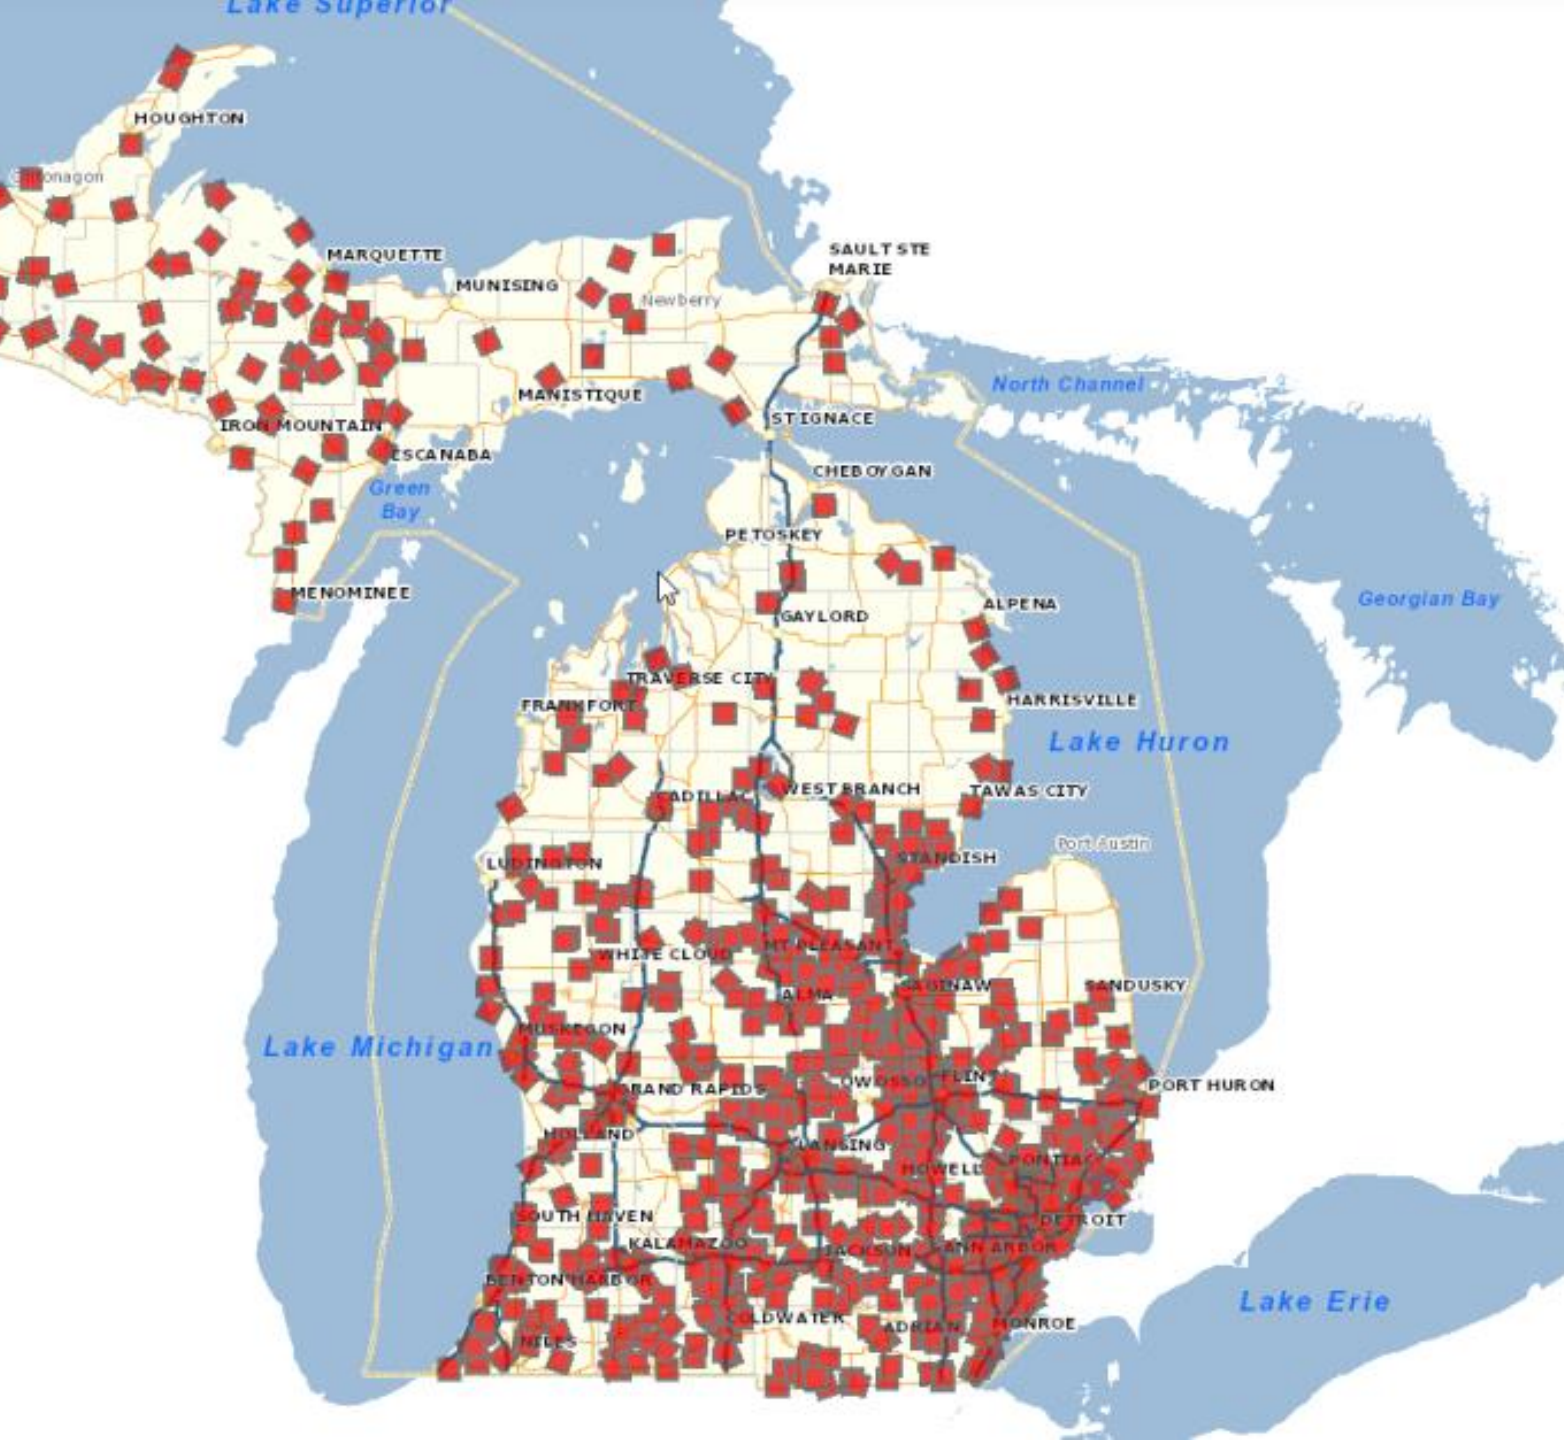 Lake Superior
HOUGHTON
MARQUETTE
MUNISING
Newberry
SAULT STE
MARIE
North Channel
MANISTIQUE
ST IGNACE
IRON MOUNTAIN
ESCANABA
CHEBOYGAN
Green
Bay
PETOSKEY
MENOMINEE
ALPENA
Georgian Bay
GAYLORD
TRAVERSE CITY
FRANKFORT
HARRISVILLE
Lake Huron
CADILLAC
WEST BRANCH
TAWAS CITY
Port Austin
LUDINGTON
STANDISH
WHITE CLOUD
MT PLEASANT
ALMA
SAGINAW
SANDUSKY
MUSKEGON
Lake Michigan
GRAND RAPIDS
OWOSSO
FLINT
PORT HURON
HOLLAND
LANSING
HOWELL
PONTIAC
SOUTH HAVEN
DETROIT
KALAMAZOO
JACKSON
ANN ARBOR
BENTON HARBOR
Lake Erie
COLDWATER
ADRIAN
MONROE
NILES